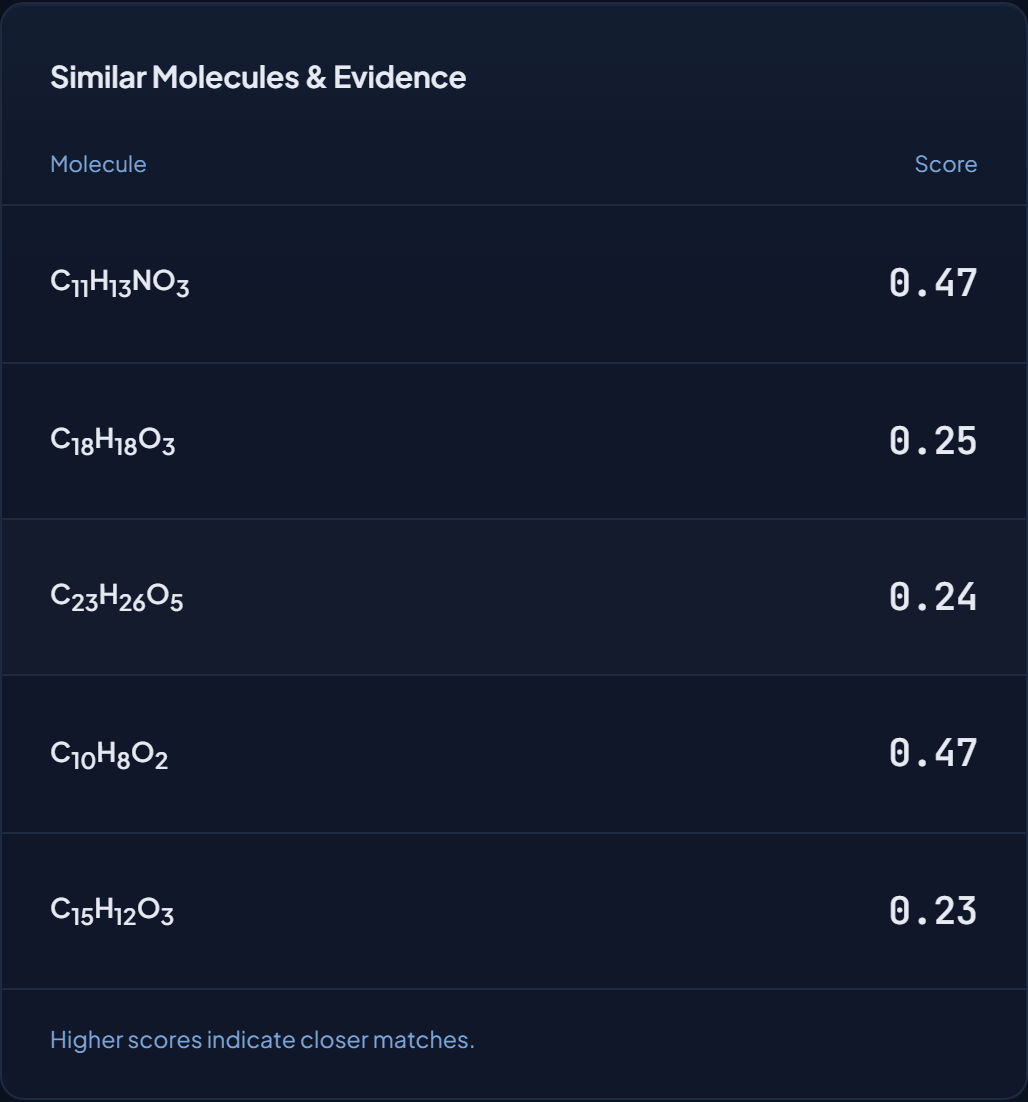 Similar Molecules & Evidence
Molecule Score
C₁₁H₁₃NO₃ 0.47
C₁₈H₁₈O₃ 0.25
C₂₃H₂₆O₅ 0.24
C₁₀H₈O₂ 0.47
C₁₅H₁₂O₃ 0.23
Higher scores indicate closer matches.